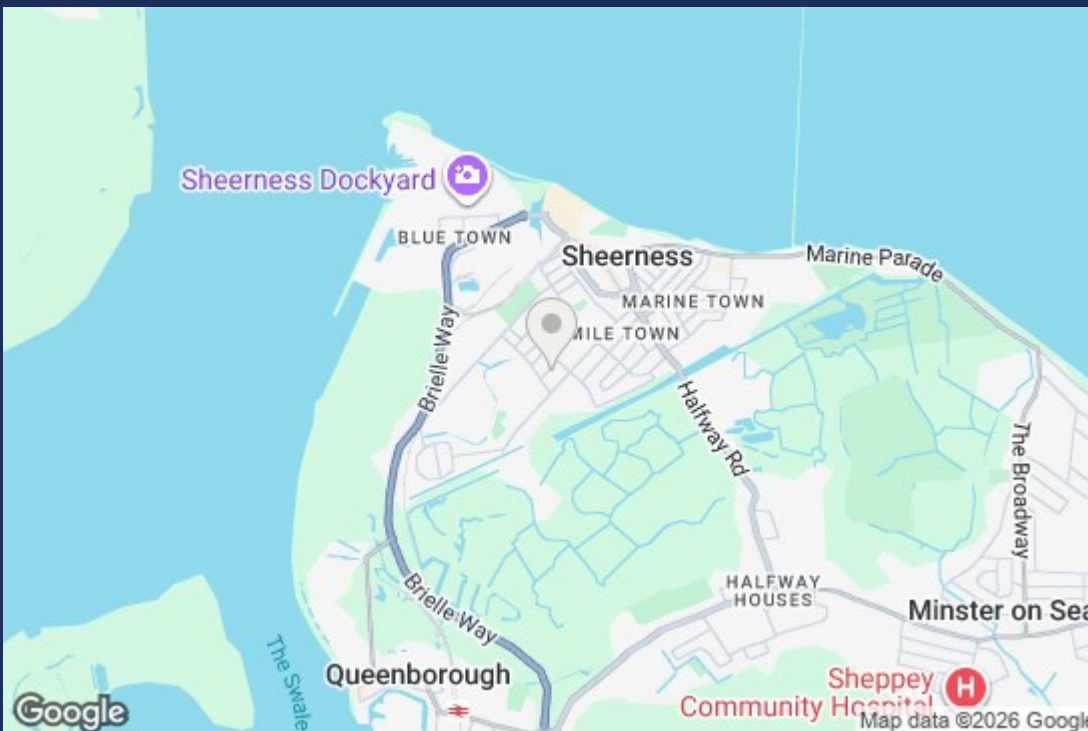 Sheerness Dockyard
BLUE TOWN
Sheerness
Marine Parade
MARINE TOWN
MILE TOWN
Brielle Way
Halfway Rd
The Broadway
Brielle Way
HALFWAY
HOUSES
Minster on Sea
The Swale
Queenborough
Sheppey
Community Hospital
H
Google
Map data ©2026 Google